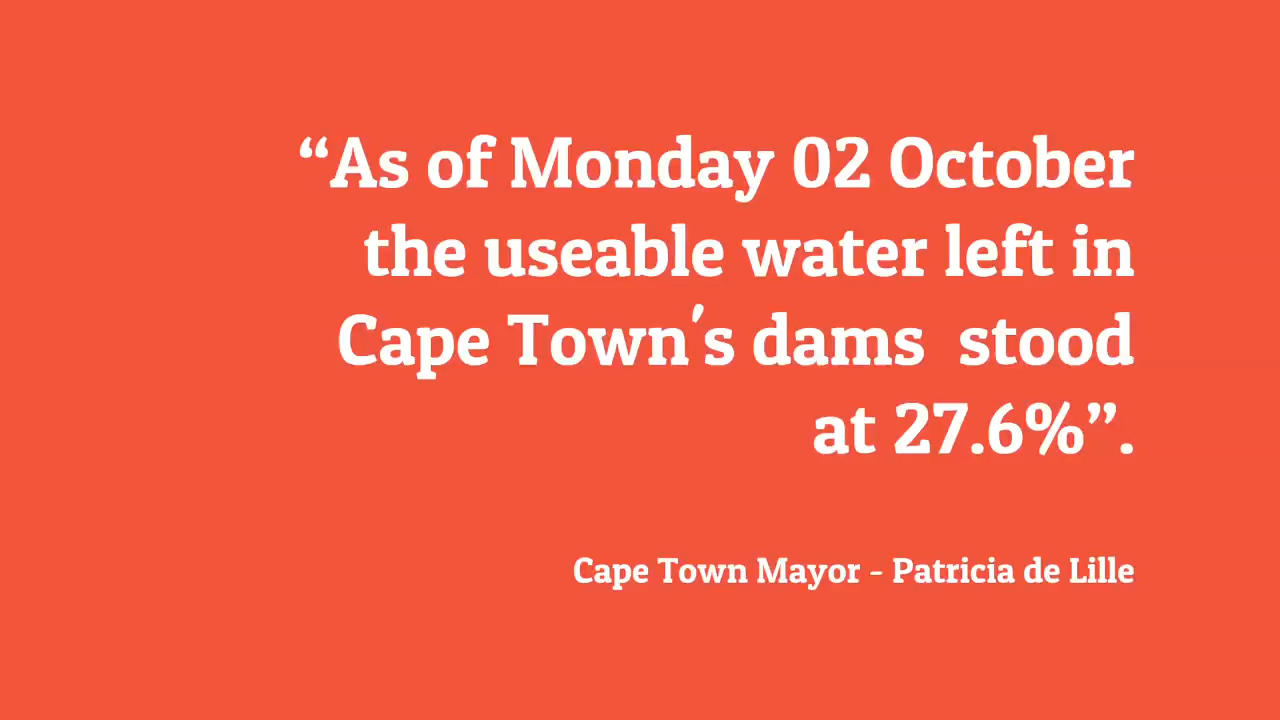 “As of Monday 02 October
the useable water left in
Cape Town's dams  stood
at 27.6%”.
Cape Town Mayor - Patricia de Lille